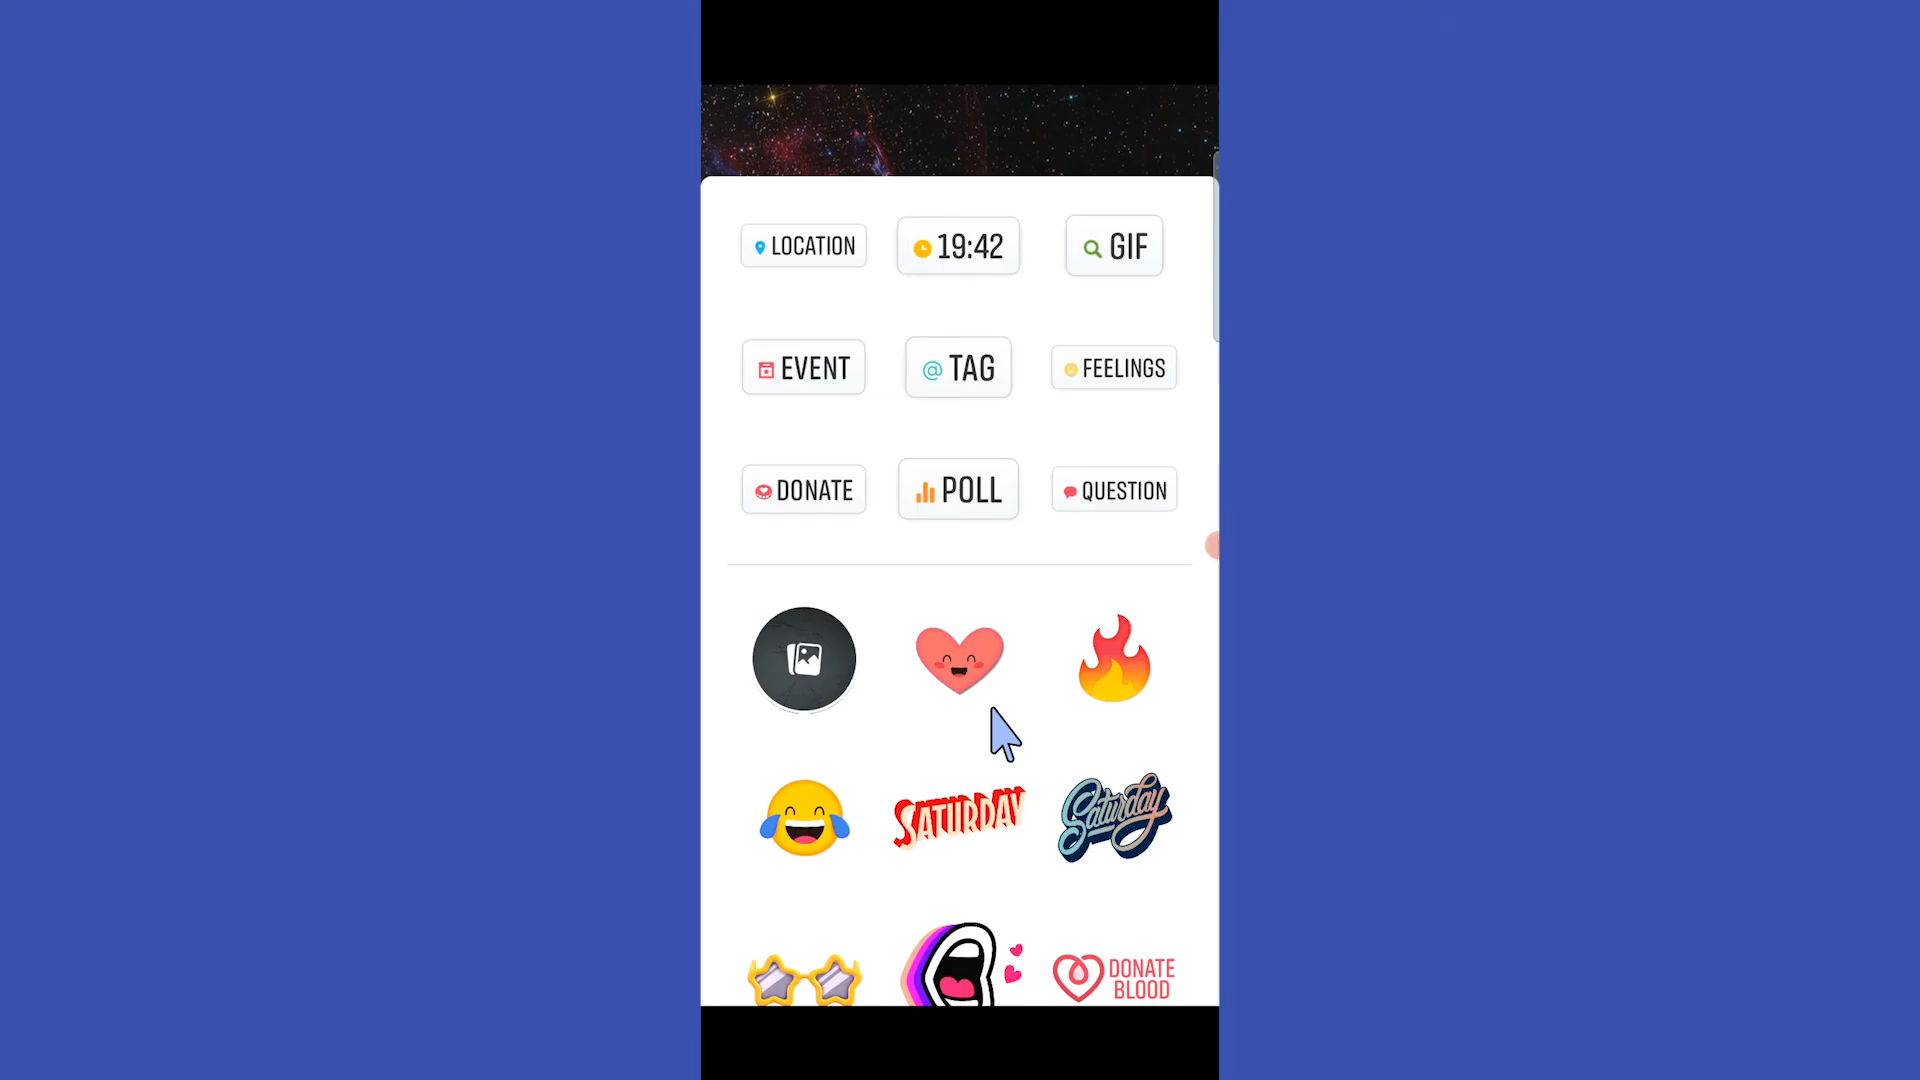 LOCATION
19:42
GIF
EVENT
@ TAG
FEELINGS
DONATE
POLL
QUESTION
SATURDAY
Saturday
DONATE
BLOOD